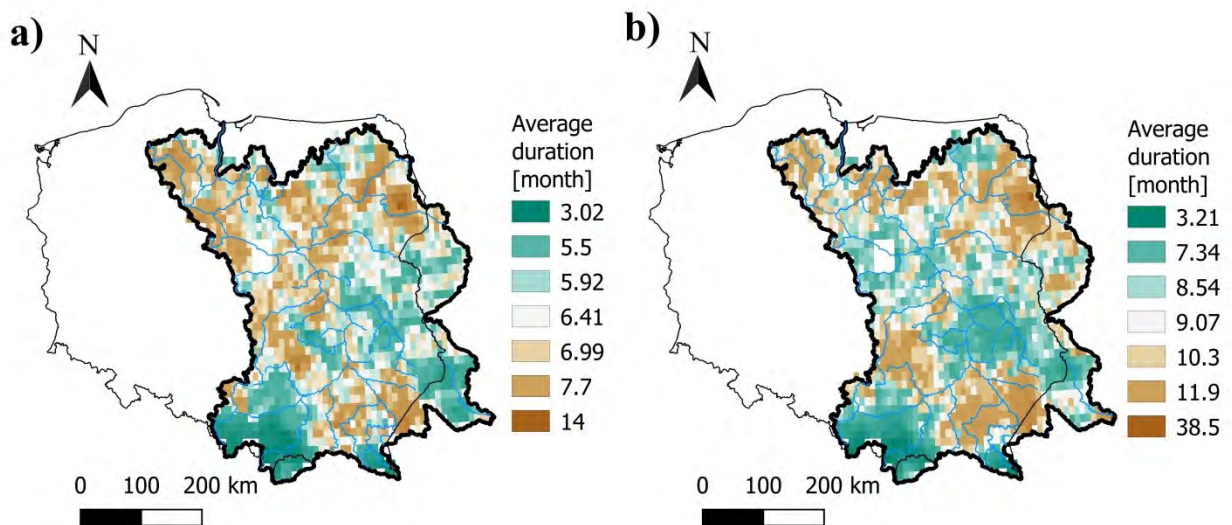 a)
N
Average
duration
[month]
3.02
5.5
5.92
6.41
6.99
7.7
14
0 100 200 km
b)
N
Average
duration
[month]
3.21
7.34
8.54
9.07
10.3
11.9
38.5
0 100 200 km